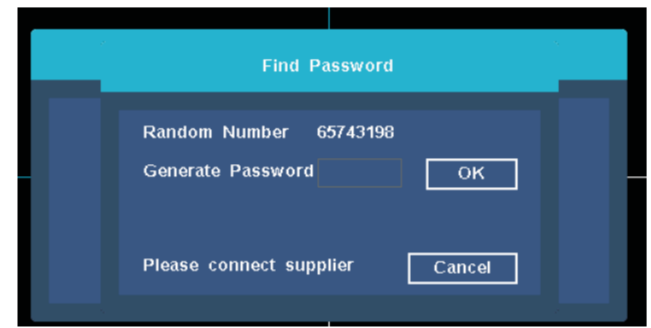 Find Password
Random Number 65743198
Generate Password OK
Please connect supplier Cancel